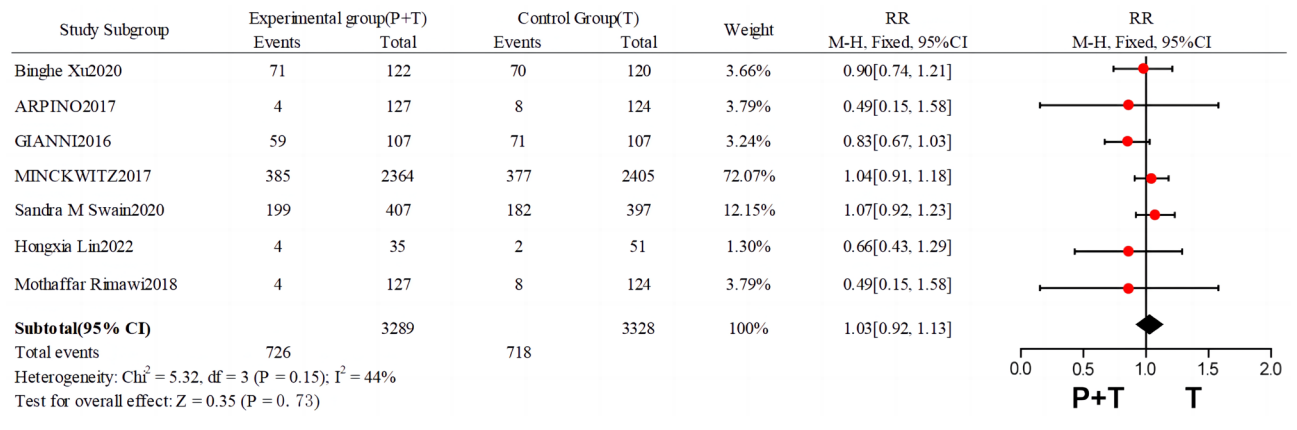 Study Subgroup Experimental group(P+T) Control Group(T) Weight RR RR
Events Total Events Total M-H, Fixed, 95%CI M-H, Fixed, 95%CI
Binghe Xu2020 71 122 70 120 3.66% 0.90[0.74, 1.21]
ARPINO2017 4 127 8 124 3.79% 0.49[0.15, 1.58]
GIANNI2016 59 107 71 107 3.24% 0.83[0.67, 1.03]
MINCKWITZ2017 385 2364 377 2405 72.07% 1.04[0.91, 1.18]
Sandra M Swain2020 199 407 182 397 12.15% 1.07[0.92, 1.23]
Hongxia Lin2022 4 35 2 51 1.30% 0.66[0.43, 1.29]
Mothaffar Rimawi2018 4 127 8 124 3.79% 0.49[0.15, 1.58]
Subtotal(95% CI) 3289 3328 100% 1.03[0.92, 1.13]
Total events 726 718
Heterogeneity: Chi² = 5.32, df = 3 (P = 0.15); I² = 44%
Test for overall effect: Z = 0.35 (P = 0.73)
0.0 0.5 1.0 1.5 2.0
P+T T